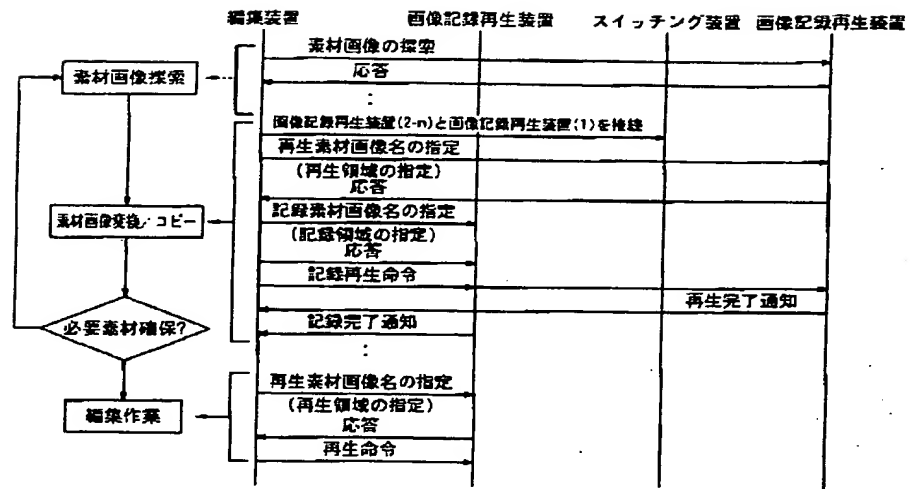 編集装置
画像記録再生装置
スイッチング装置
画像記録再生装置
素材画像の探索
応答
素材画像探索
:
画像記録再生装置(2-n)と画像記録再生装置(1)を接続
再生素材画像名の指定
(再生領域の指定)
応答
記録素材画像名の指定
素材画像変換/コピー
(記録領域の指定)
応答
記録再生命令
再生完了通知
記録完了通知
必要素材確保?
:
再生素材画像名の指定
(再生領域の指定)
編集作業
応答
再生命令